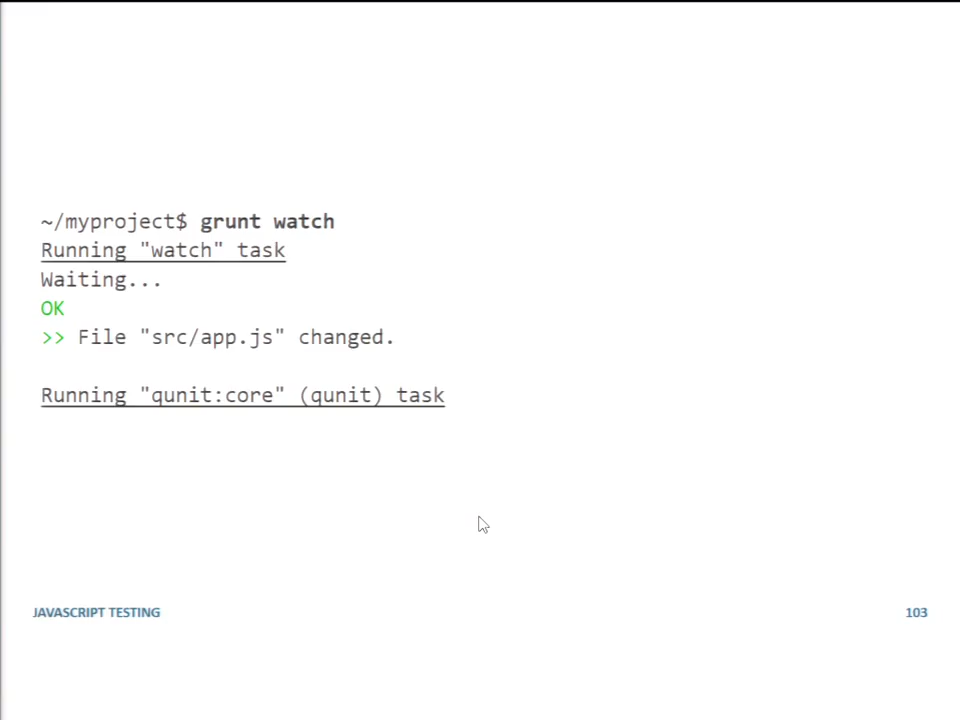 ~/myproject$ grunt watch
Running "watch" task
Waiting...
OK
>> File "src/app.js" changed.
Running "qunit:core" (qunit) task
JAVASCRIPT TESTING
103